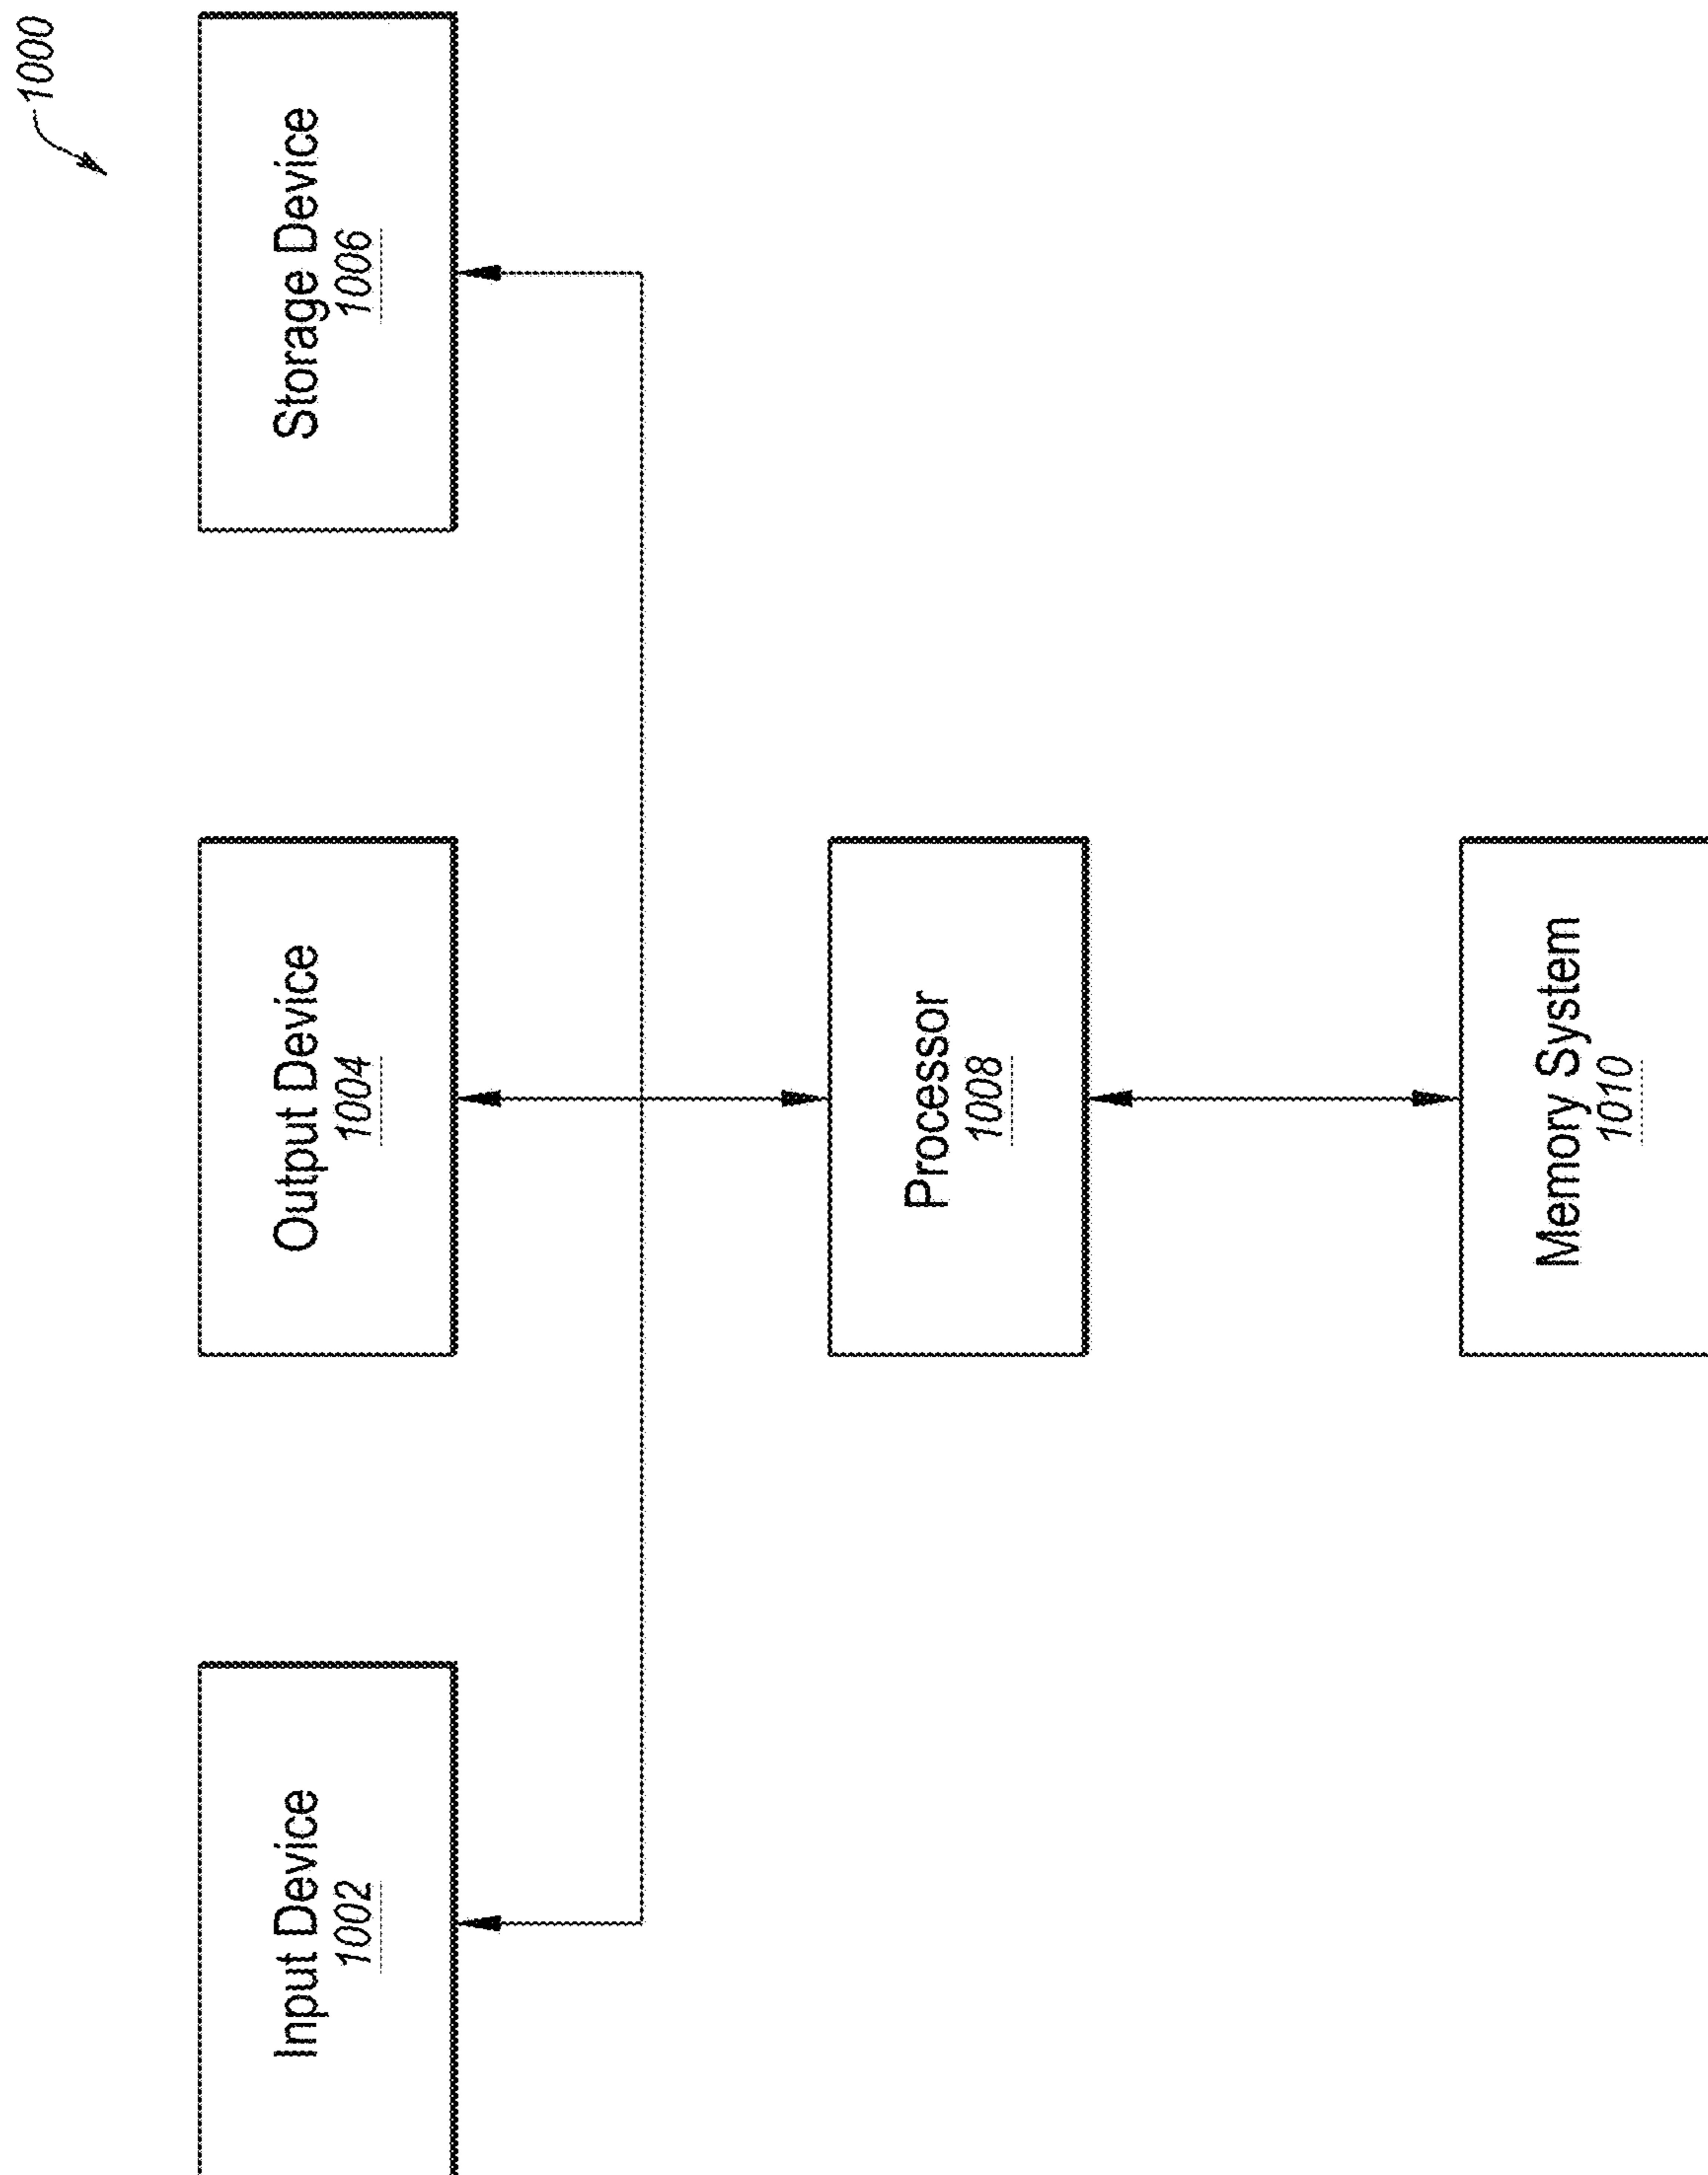 1000
Input Device
1002
Output Device
1004
Storage Device
1006
Processor
1008
Memory System
1010